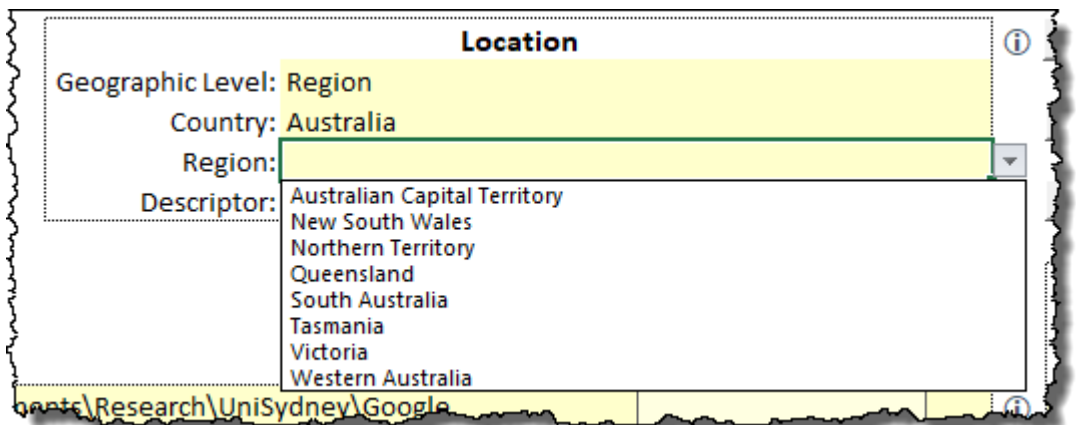 Location
Geographic Level: Region
Country: Australia
Region:
Descriptor:
Australian Capital Territory
New South Wales
Northern Territory
Queensland
South Australia
Tasmania
Victoria
Western Australia
\Research\UniSydney\Google